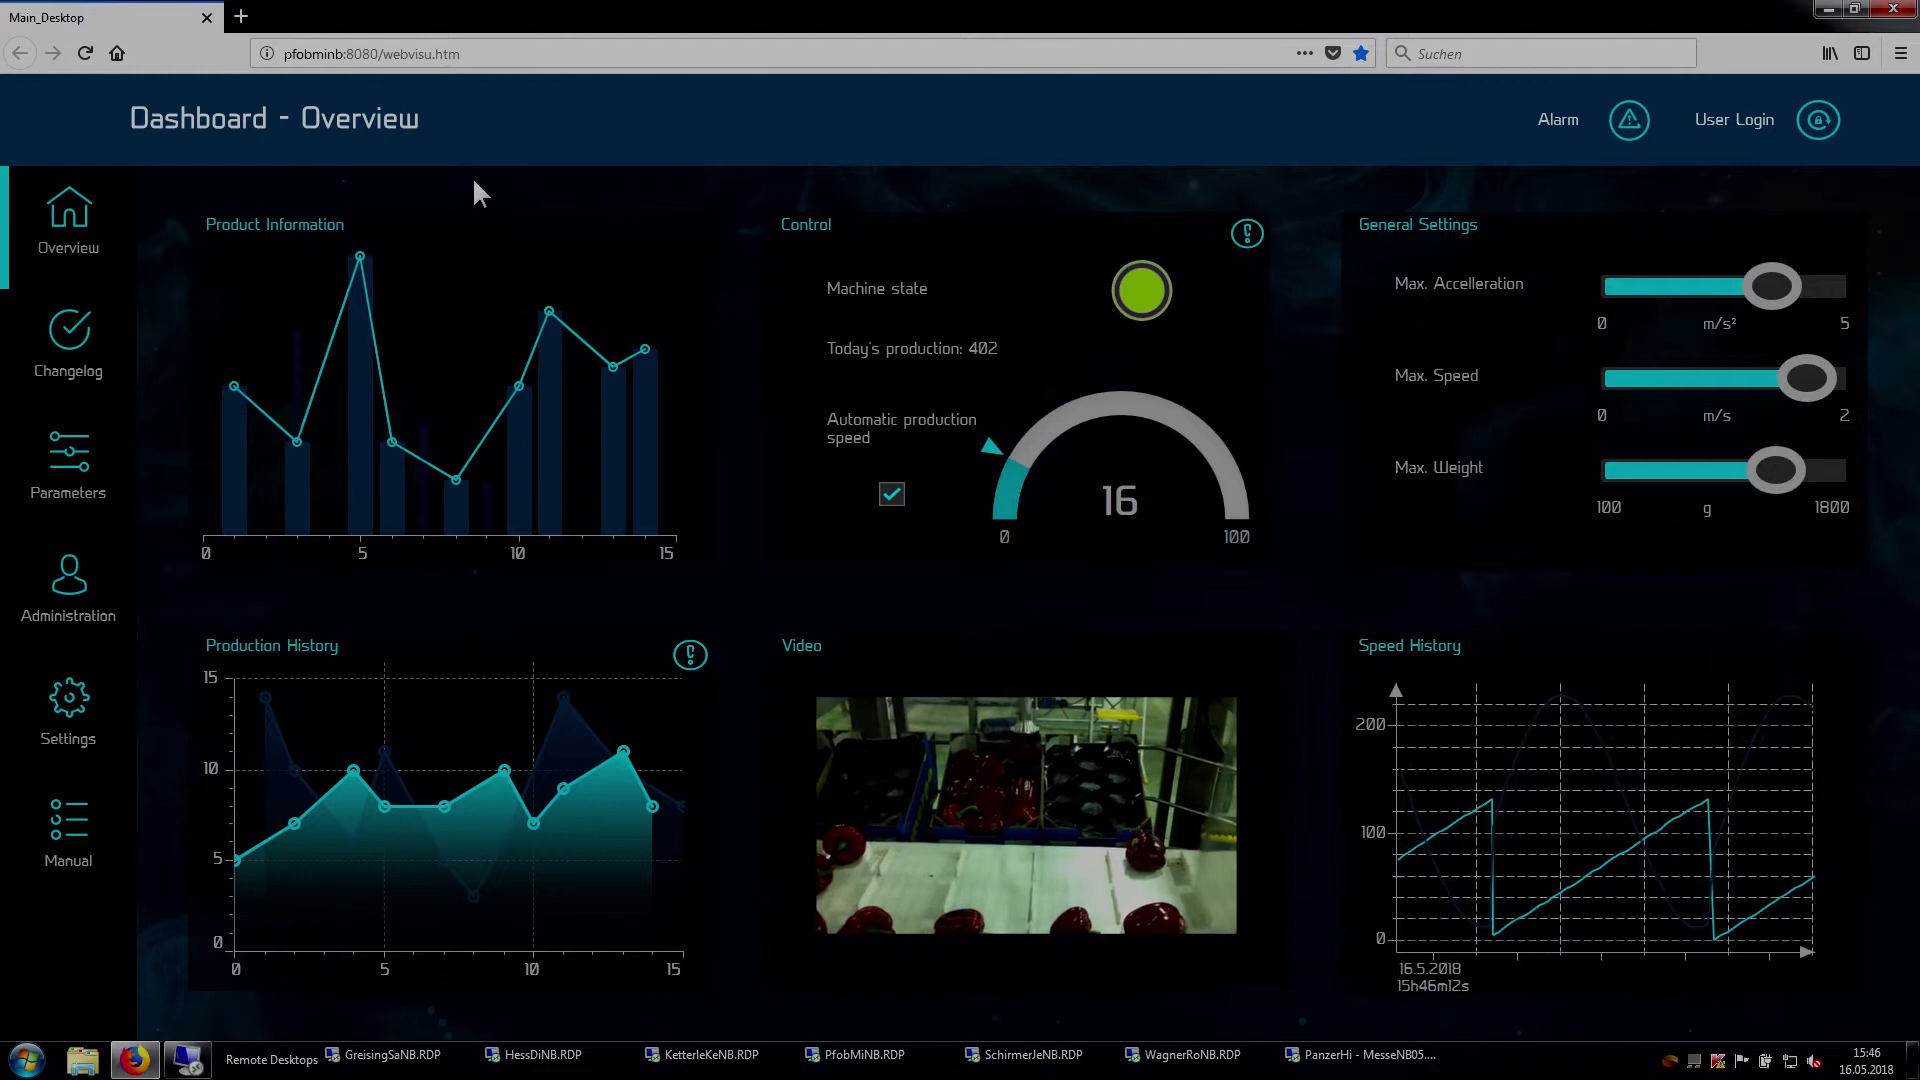 Main_Desktop
pfobminb:8080/webvisu.htm
Suchen
Dashboard - Overview
Alarm
User Login
Overview
Changelog
Parameters
Administration
Settings
Manual
Product Information
0
5
10
15
Control
Machine state
Today's production: 402
Automatic production
speed
16
0
100
General Settings
Max. Accelleration
0
m/s²
5
Max. Speed
0
m/s
2
Max. Weight
100
g
1800
Production History
15
10
5
0
0
5
10
15
Video
Speed History
200
100
0
16.5.2018
15h46m12s
Remote Desktops
GreisingSaNB.RDP
HessDiNB.RDP
KetterleKeNB.RDP
PfobMiNB.RDP
SchirmerJeNB.RDP
WagnerRoNB.RDP
PanzerHi - MesseNB05....
15:46
16.05.2018